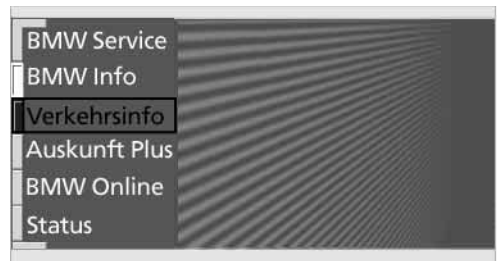 BMW Service
BMW Info
Verkehrsinfo
Auskunft Plus
BMW Online
Status